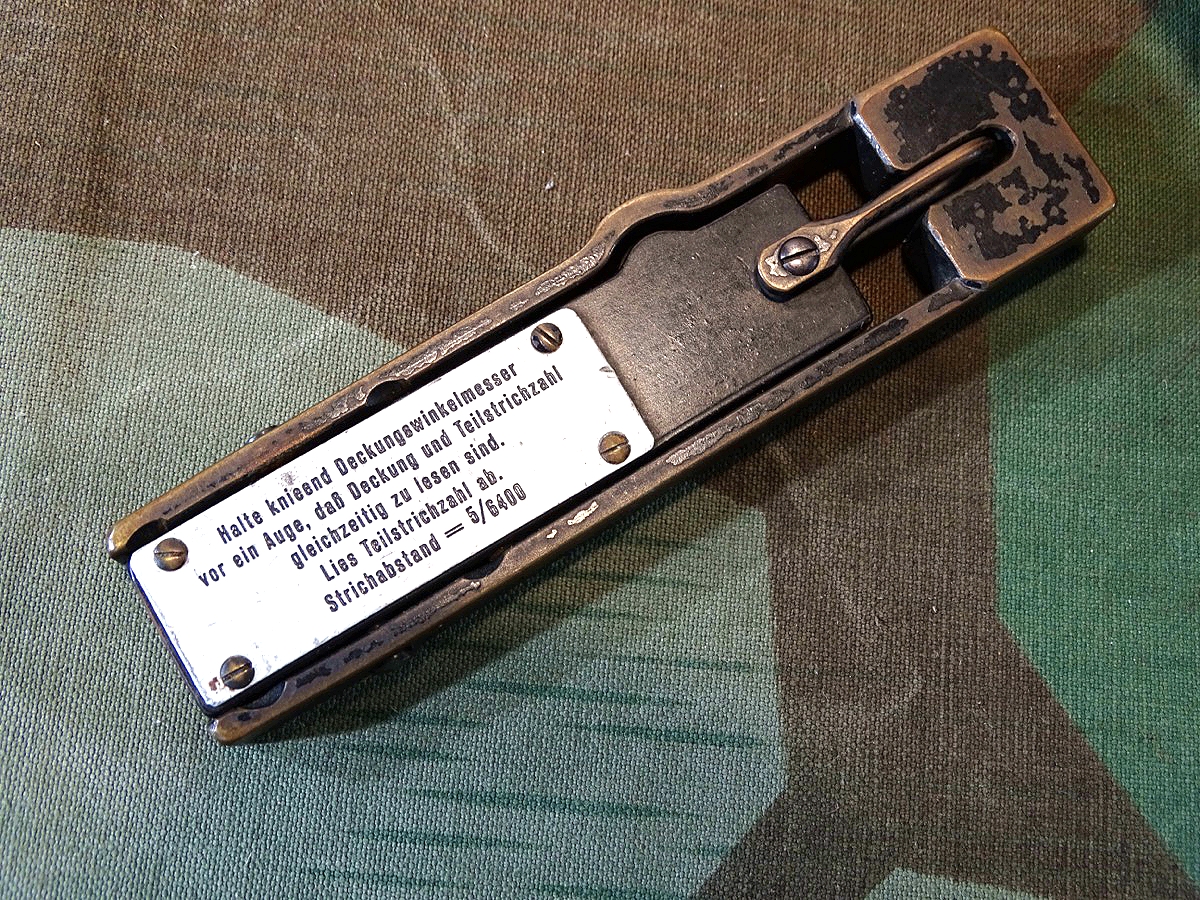 Halte knieend Deckungswinkelmesser
vor ein Auge, daß Deckung und Teilstrichzahl
gleichzeitig zu lesen sind.
Lies Teilstrichzahl ab.
Strichabstand = 5/6400